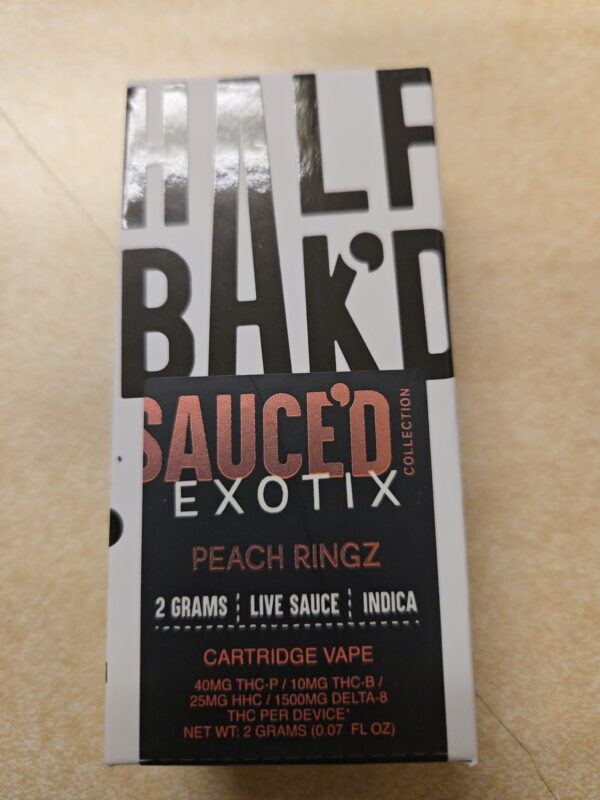 HALF
BAK'D
SAUCE'D
COLLECTION
EXOTIX
PEACH RINGZ
2 GRAMS ¦ LIVE SAUCE ¦ INDICA
CARTRIDGE VAPE
40MG THC-P / 10MG THC-B /
25MG HHC / 1500MG DELTA-8
THC PER DEVICE*
NET WT: 2 GRAMS (0.07 FL OZ)